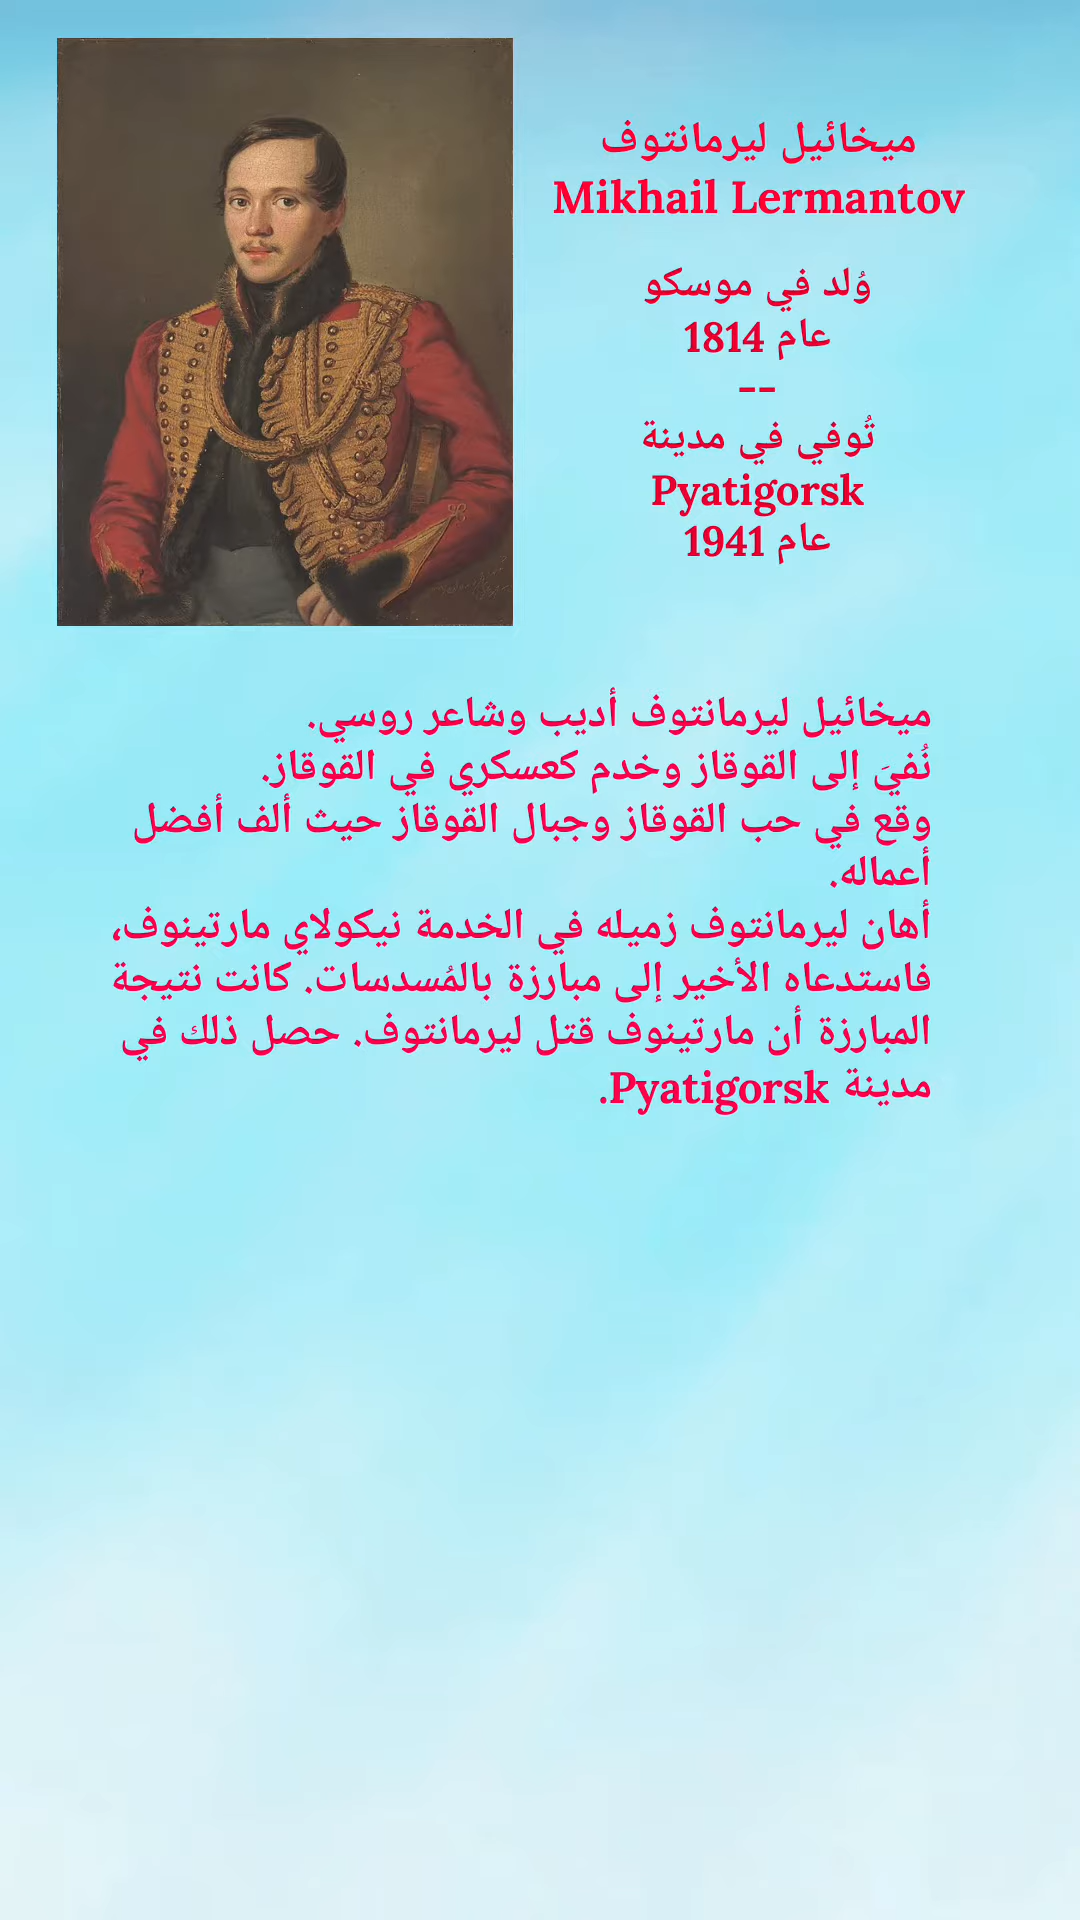 ميخائيل ليرمانتوف
Mikhail Lermantov
وُلد في موسكو
عام 1814
--
تُوفي في مدينة
Pyatigorsk
عام 1941
ميخائيل ليرمانتوف أديب وشاعر روسي.
نُفيَ إلى القوقاز وخدم كعسكري في القوقاز.
وقع في حب القوقاز وجبال القوقاز حيث ألف أفضل
أعماله.
أهان ليرمانتوف زميله في الخدمة نيكولاي مارتينوف،
فاستدعاه الأخير إلى مبارزة بالمُسدسات. كانت نتيجة
المبارزة أن مارتينوف قتل ليرمانتوف. حصل ذلك في
مدينة Pyatigorsk.